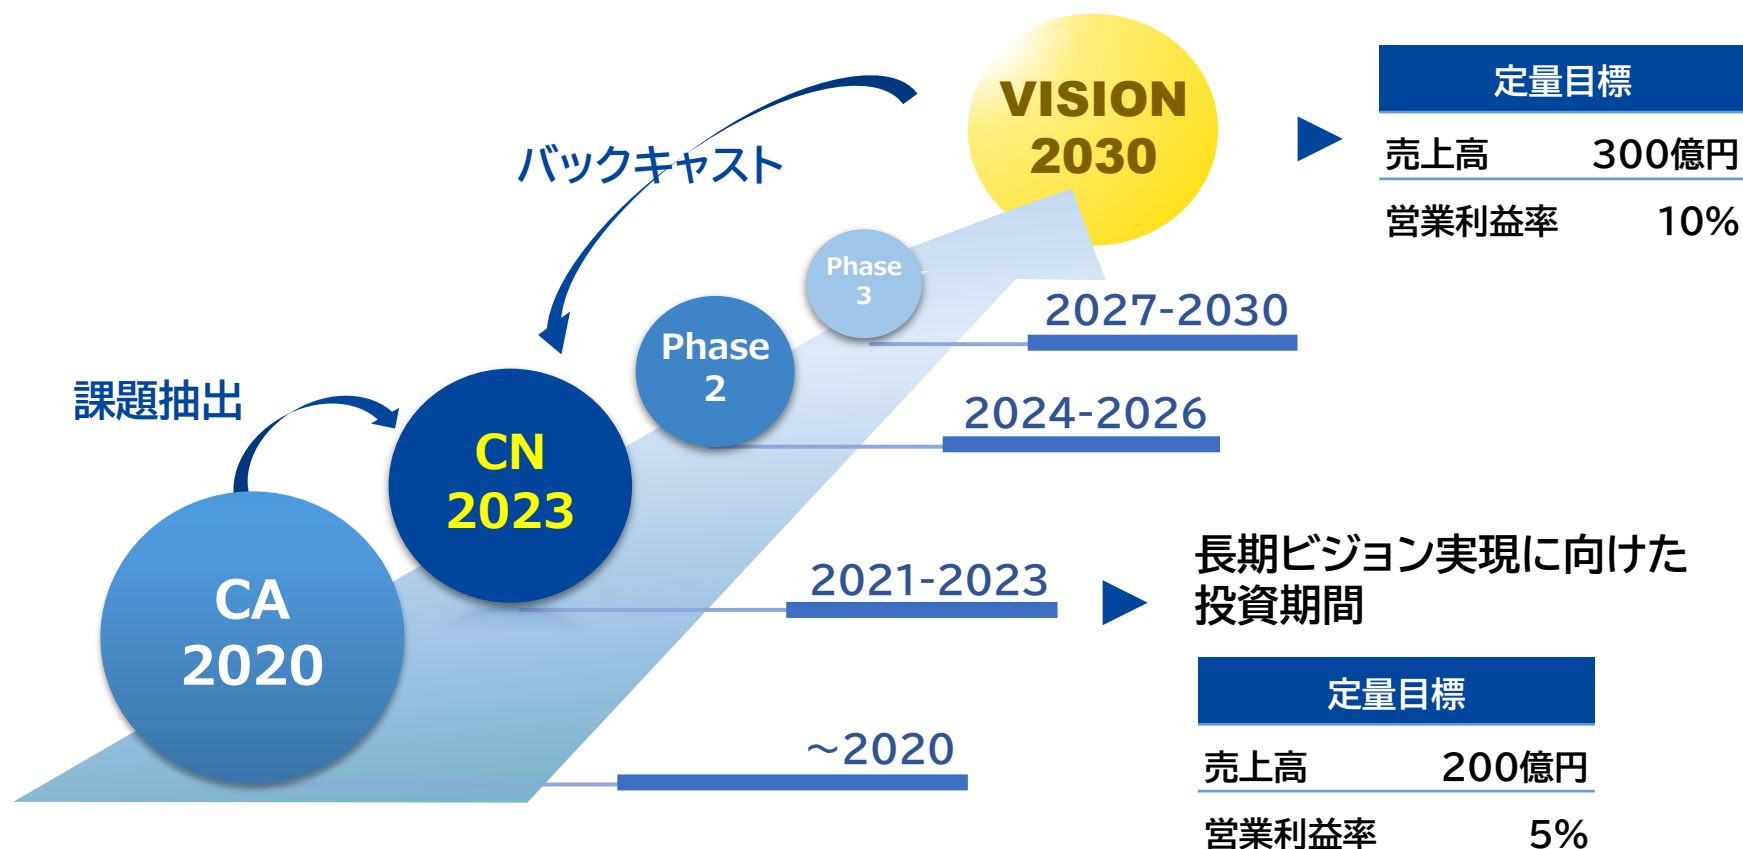 VISION
2030
定量目標
売上高 300億円
営業利益率 10%
バックキャスト
Phase
3
2027-2030
Phase
2
2024-2026
課題抽出
CN
2023
2021-2023
長期ビジョン実現に向けた
投資期間
CA
2020
～2020
定量目標
売上高 200億円
営業利益率 5%